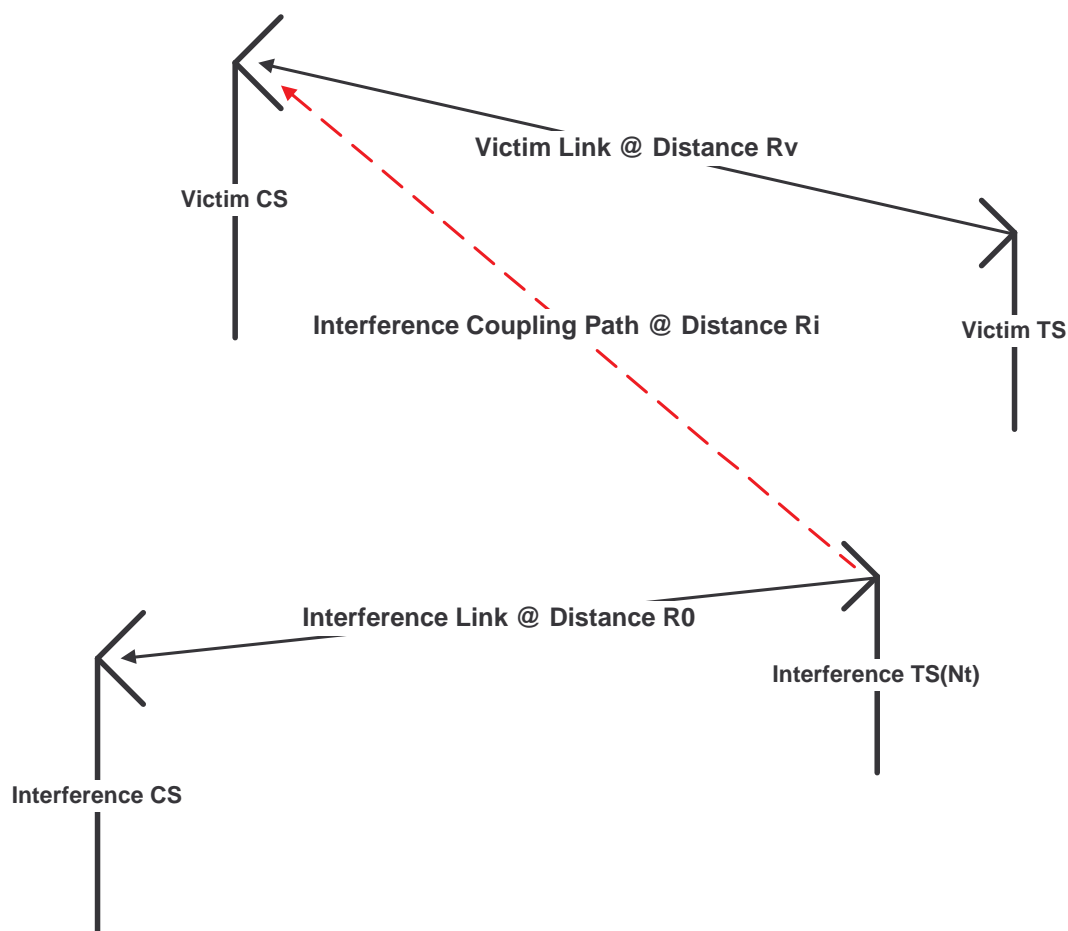 Victim Link @ Distance Rv
Victim CS
Interference Coupling Path @ Distance Ri
Victim TS
Interference Link @ Distance R0
Interference TS(Nt)
Interference CS